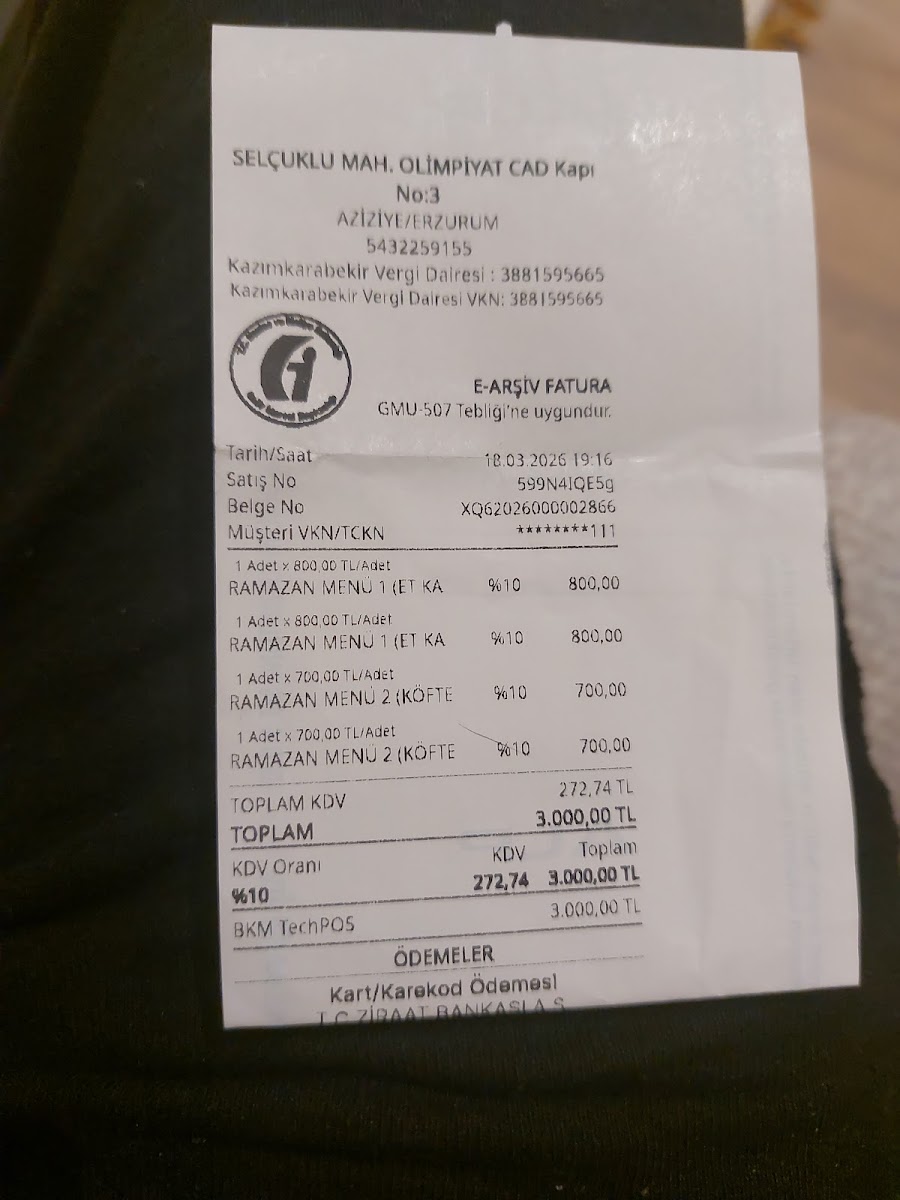 SELÇUKLU MAH. OLİMPİYAT CAD Kapı
No:3
AZİZİYE/ERZURUM
5432259155
Kazımkarabekir Vergi Dairesi : 3881595665
Kazımkarabekir Vergi Dairesi VKN: 3881595665
E-ARŞİV FATURA
GMU-507 Tebliği'ne uygundur.
Tarih/Saat 18.03.2026 19:16
Satış No 599N4IQE5g
Belge No XQ62026000002866
Müşteri VKN/TCKN ********111
1 Adet x 800,00 TL/Adet
RAMAZAN MENÜ 1 (ET KA %10 800,00
1 Adet x 800,00 TL/Adet
RAMAZAN MENÜ 1 (ET KA %10 800,00
1 Adet x 700,00 TL/Adet
RAMAZAN MENÜ 2 (KÖFTE %10 700,00
1 Adet x 700,00 TL/Adet
RAMAZAN MENÜ 2 (KÖFTE %10 700,00
TOPLAM KDV 272,74 TL
TOPLAM 3.000,00 TL
KDV Oranı KDV Toplam
%10 272,74 3.000,00 TL
BKM TechPOS 3.000,00 TL
ÖDEMELER
Kart/Karekod Ödemesi
T.C.ZİRAAT BANKASI A.Ş.